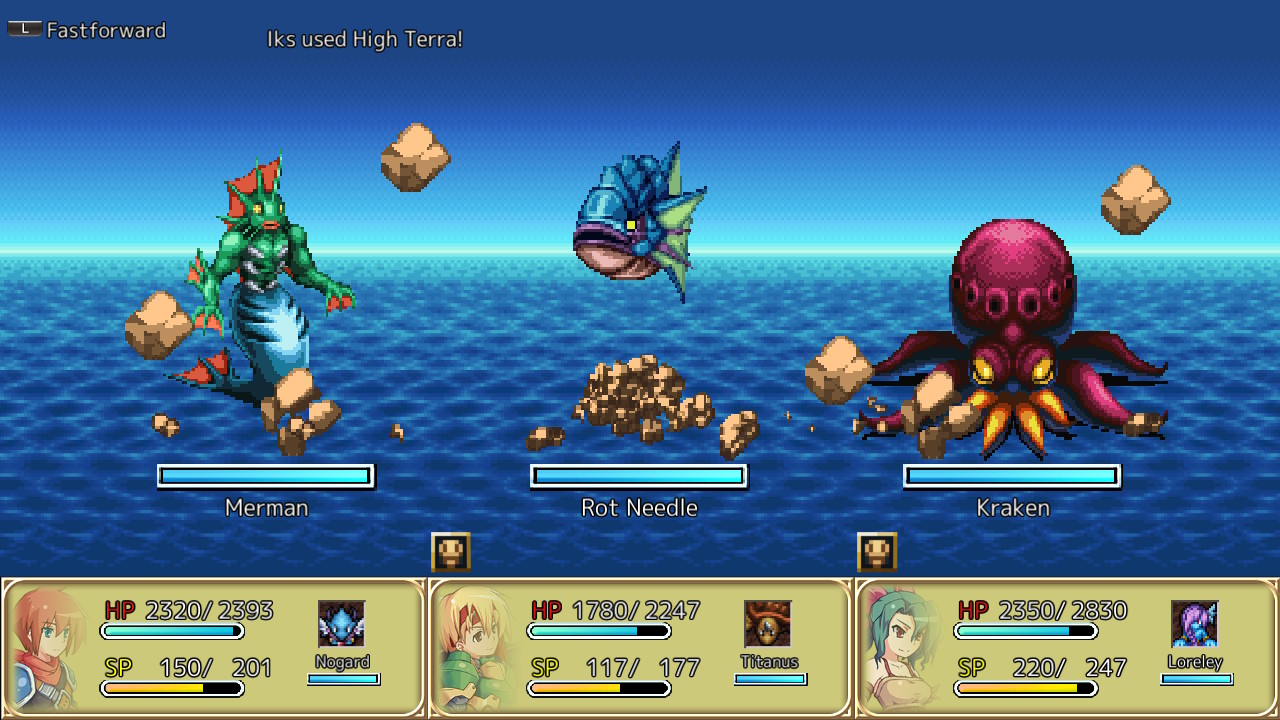 L Fastforward
Iks used High Terra!
Merman
Rot Needle
Kraken
HP 2320/ 2393
SP 150/ 201
Nogard
HP 1780/ 2247
SP 117/ 177
Titanus
HP 2350/ 2830
SP 220/ 247
Loreley